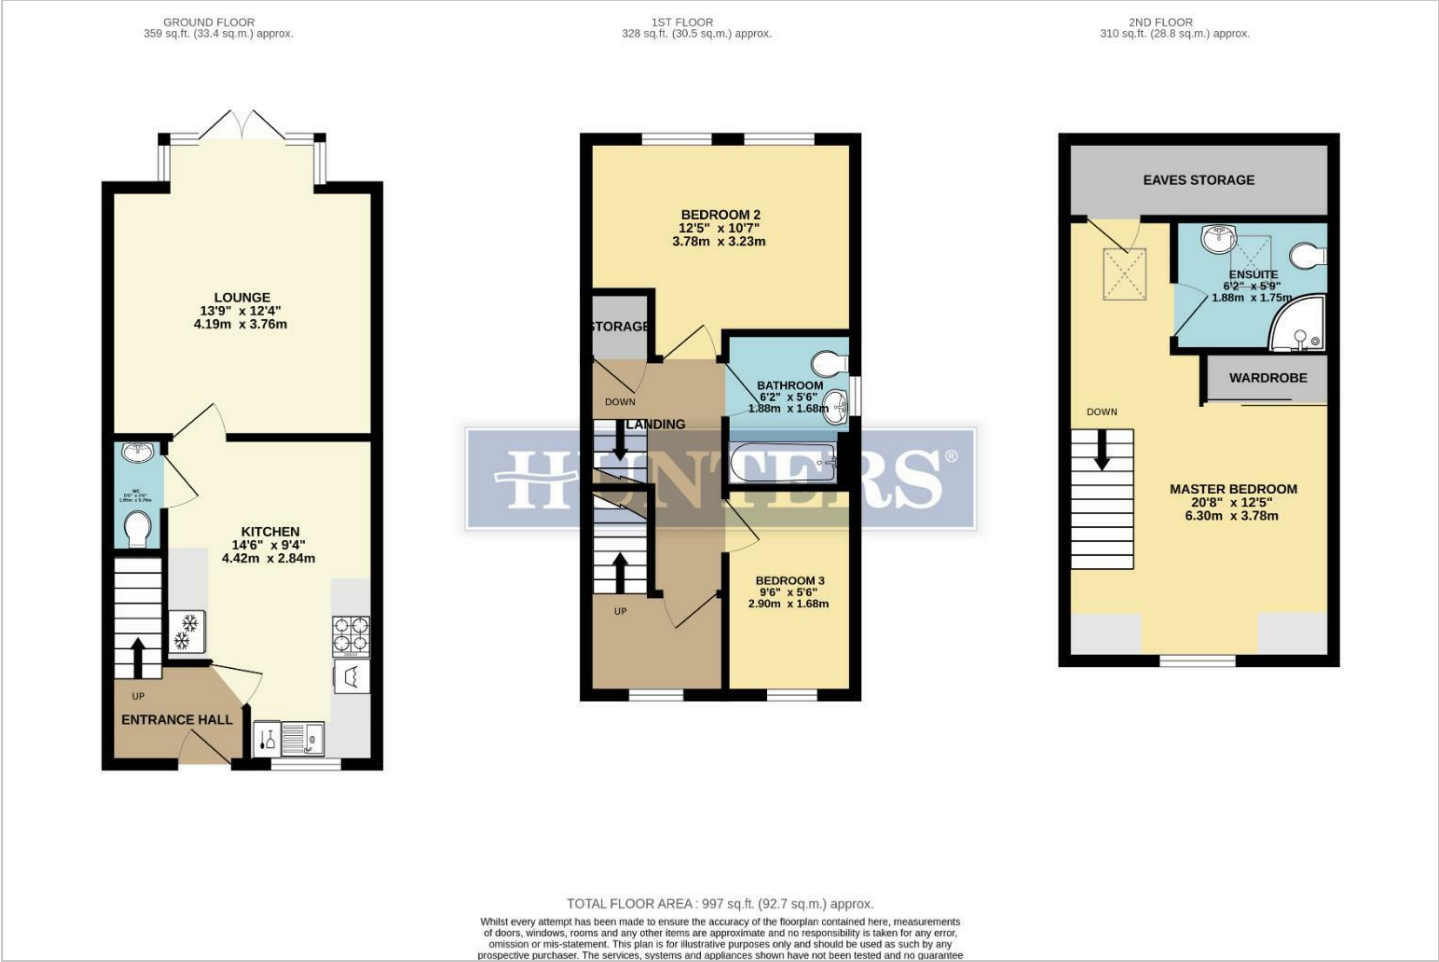 GROUND FLOOR
359 sq.ft. (33.4 sq.m.) approx.
1ST FLOOR
328 sq.ft. (30.5 sq.m.) approx.
2ND FLOOR
310 sq.ft. (28.8 sq.m.) approx.
LOUNGE
13'9" x 12'4"
4.19m x 3.76m
WC
KITCHEN
14'6" x 9'4"
4.42m x 2.84m
UP
ENTRANCE HALL
BEDROOM 2
12'5" x 10'7"
3.78m x 3.23m
STORAGE
DOWN
LANDING
BATHROOM
6'2" x 5'6"
1.88m x 1.68m
HUNTERS®
UP
BEDROOM 3
9'6" x 5'6"
2.90m x 1.68m
EAVES STORAGE
ENSUITE
6'2" x 5'9"
1.88m x 1.75m
WARDROBE
DOWN
MASTER BEDROOM
20'8" x 12'5"
6.30m x 3.78m
TOTAL FLOOR AREA : 997 sq.ft. (92.7 sq.m.) approx.
Whilst every attempt has been made to ensure the accuracy of the floorplan contained here, measurements
of doors, windows, rooms and any other items are approximate and no responsibility is taken for any error,
omission or mis-statement. This plan is for illustrative purposes only and should be used as such by any
prospective purchaser. The services, systems and appliances shown have not been tested and no guarantee